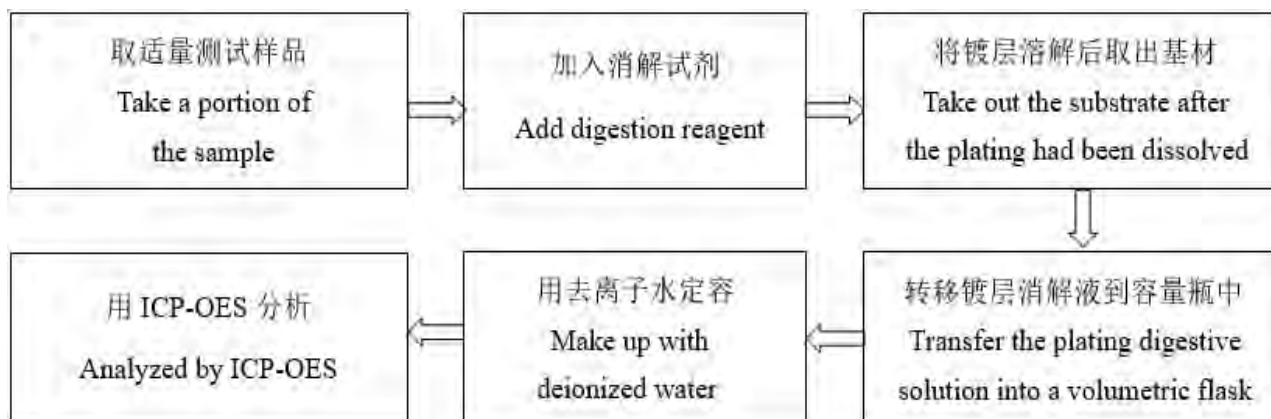 取适量测试样品
Take a portion of
the sample
加入消解试剂
Add digestion reagent
将镀层溶解后取出基材
Take out the substrate after
the plating had been dissolved
转移镀层消解液到容量瓶中
Transfer the plating digestive
solution into a volumetric flask
用去离子水定容
Make up with
deionized water
用 ICP-OES 分析
Analyzed by ICP-OES